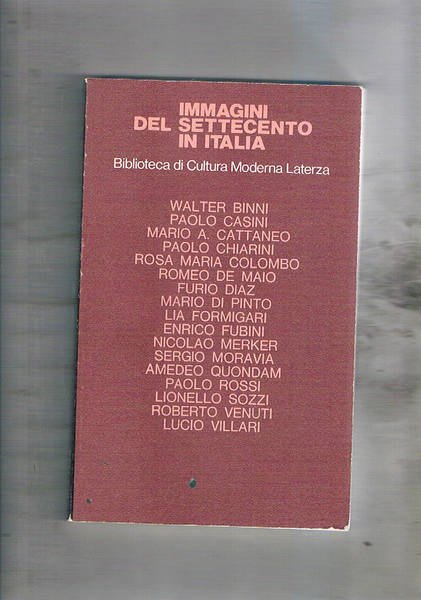 IMMAGINI
DEL SETTECENTO
IN ITALIA
Biblioteca di Cultura Moderna Laterza
WALTER BINNI
PAOLO CASINI
MARIO A. CATTANEO
PAOLO CHIARINI
ROSA MARIA COLOMBO
ROMEO DE MAIO
FURIO DIAZ
MARIO DI PINTO
LIA FORMIGARI
ENRICO FUBINI
NICOLAO MERKER
SERGIO MORAVIA
AMEDEO QUONDAM
PAOLO ROSSI
LIONELLO SOZZI
ROBERTO VENUTI
LUCIO VILLARI